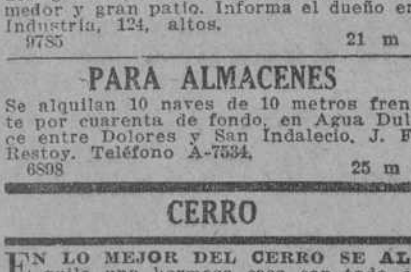 medor y gran patio. Informa el dueño en
Industria, 124, altos.
9785 21 m
PARA ALMACENES
Se alquilan 10 naves de 10 metros fren-
te por cuarenta de fondo, en Agua Dul-
ce entre Dolores y San Indalecio. J. F
Restoy. Teléfono A-7534.
6898 25 m
CERRO
EN LO MEJOR DEL CERRO SE AL